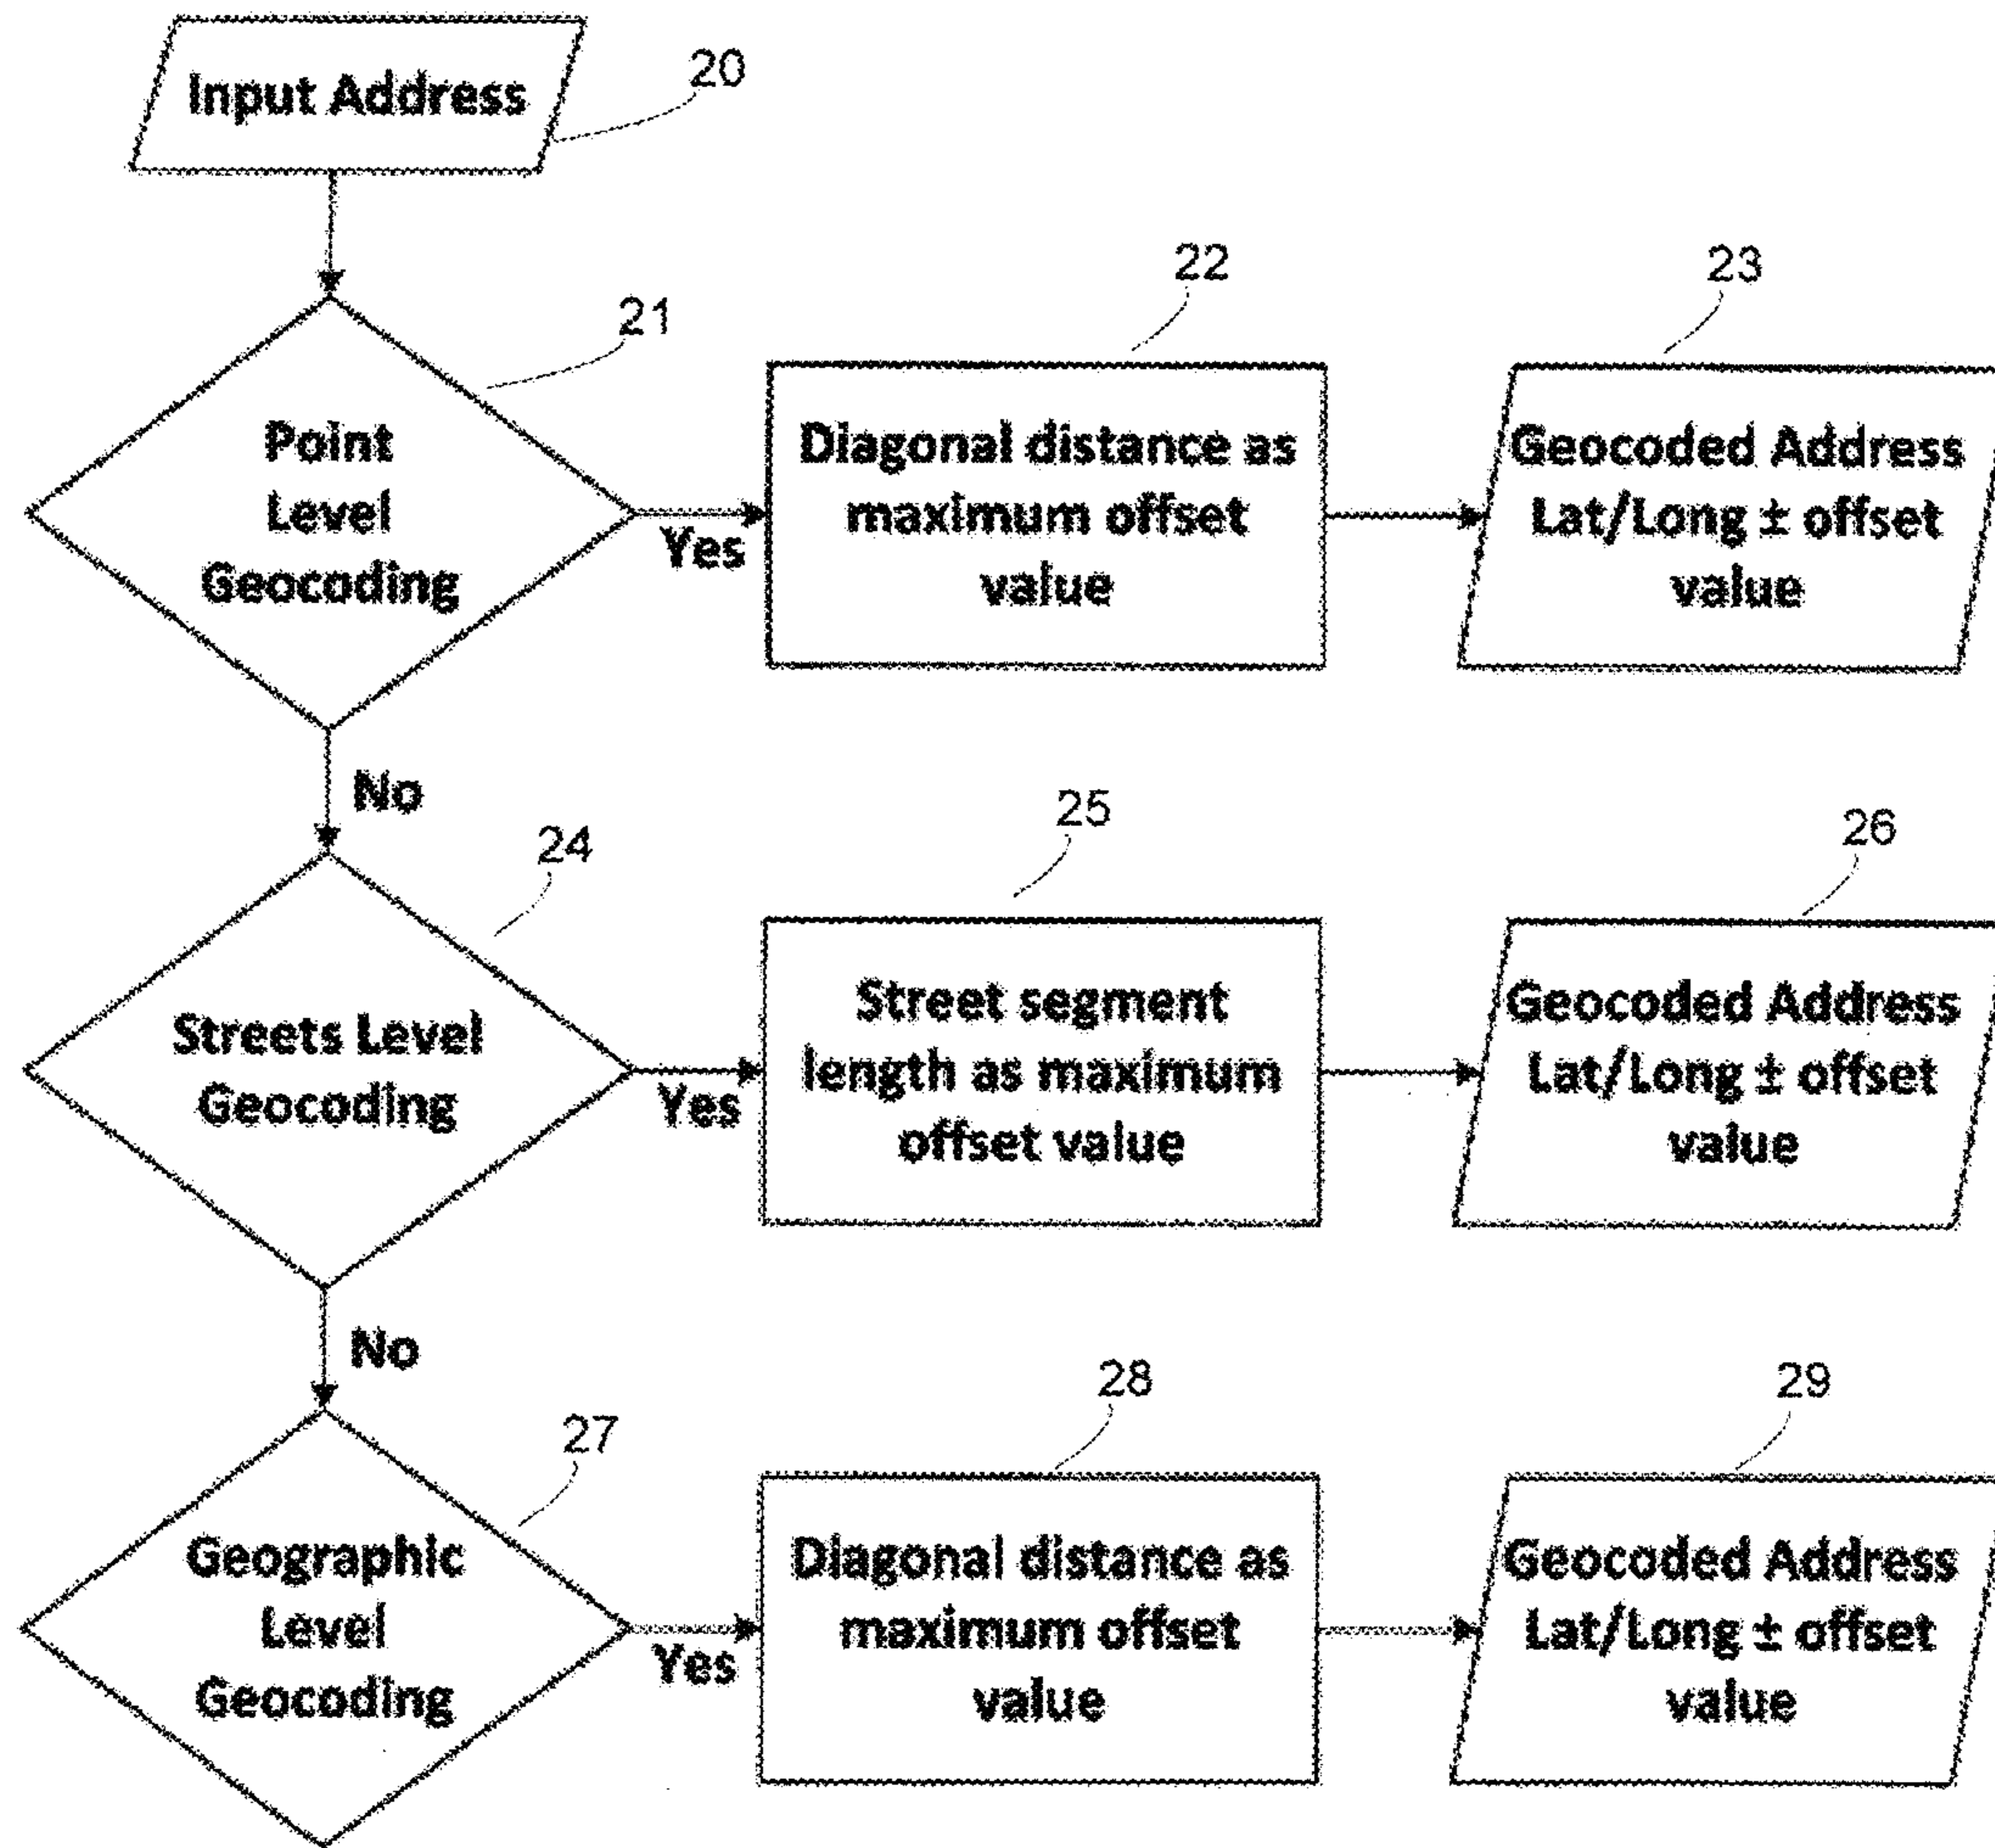 Input Address
20
21
Point
Level
Geocoding
Yes
22
Diagonal distance as
maximum offset
value
23
Geocoded Address
Lat/Long ± offset
value
No
24
Streets Level
Geocoding
Yes
25
Street segment
length as maximum
offset value
26
Geocoded Address
Lat/Long ± offset
value
No
27
Geographic
Level
Geocoding
Yes
28
Diagonal distance as
maximum offset
value
29
Geocoded Address
Lat/Long ± offset
value